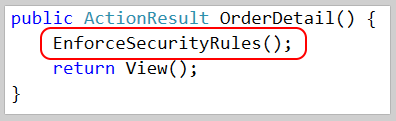 public ActionResult OrderDetail() {
    EnforceSecurityRules();
    return View();
}